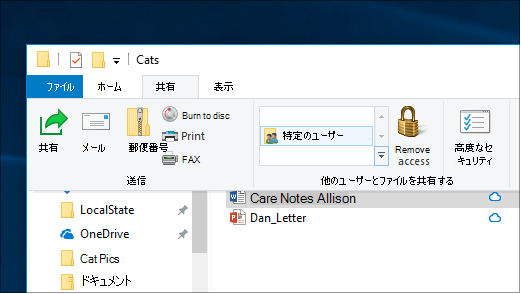 Cats
ファイル ホーム 共有 表示
共有
メール
郵便番号
Burn to disc
Print
FAX
送信
特定のユーザー
Remove
access
他のユーザーとファイルを共有する
高度なセ
キュリティ
LocalState
OneDrive
Cat Pics
ドキュメント
Care Notes Allison
Dan_Letter